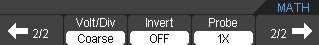 MATH
Volt/Div Invert Probe
2/2 Coarse OFF 1X 2/2